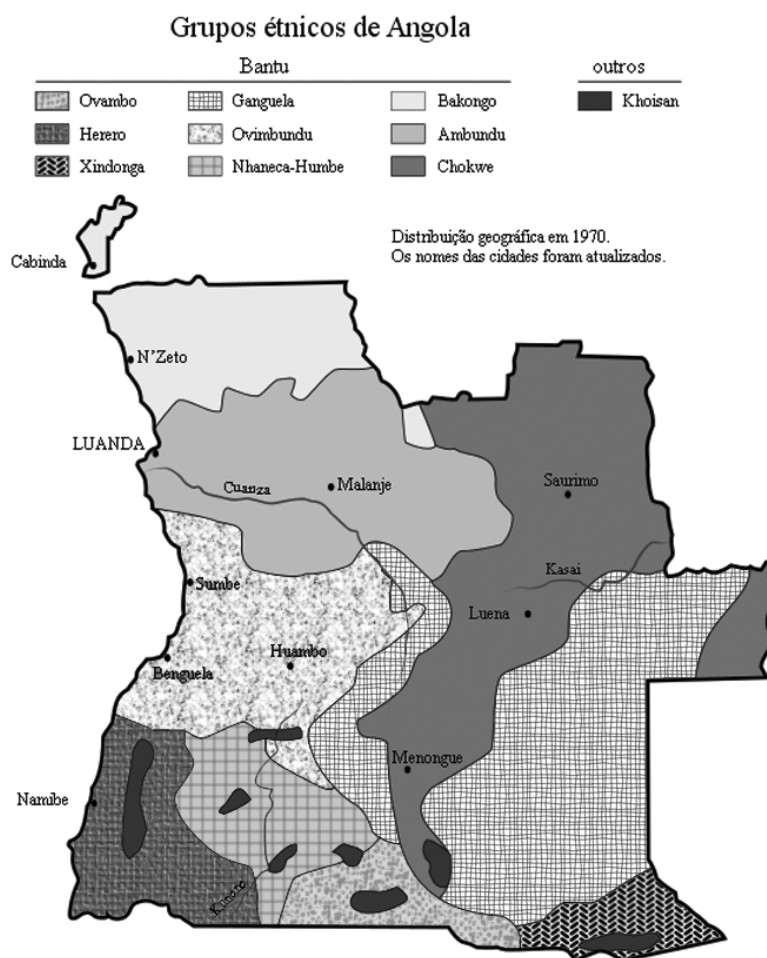 Grupos étnicos de Angola
Bantu
outros
Ovambo
Ganguela
Bakongo
Khoisan
Herero
Ovimbundu
Ambundu
Xindonga
Nhaneca-Humbe
Chokwe
Distribuição geográfica em 1970.
Os nomes das cidades foram atualizados.
Cabinda
N'Zeto
LUANDA
Cuanza
Malanje
Saurimo
Kasai
Sumbe
Luena
Huambo
Benguela
Menongue
Namibe